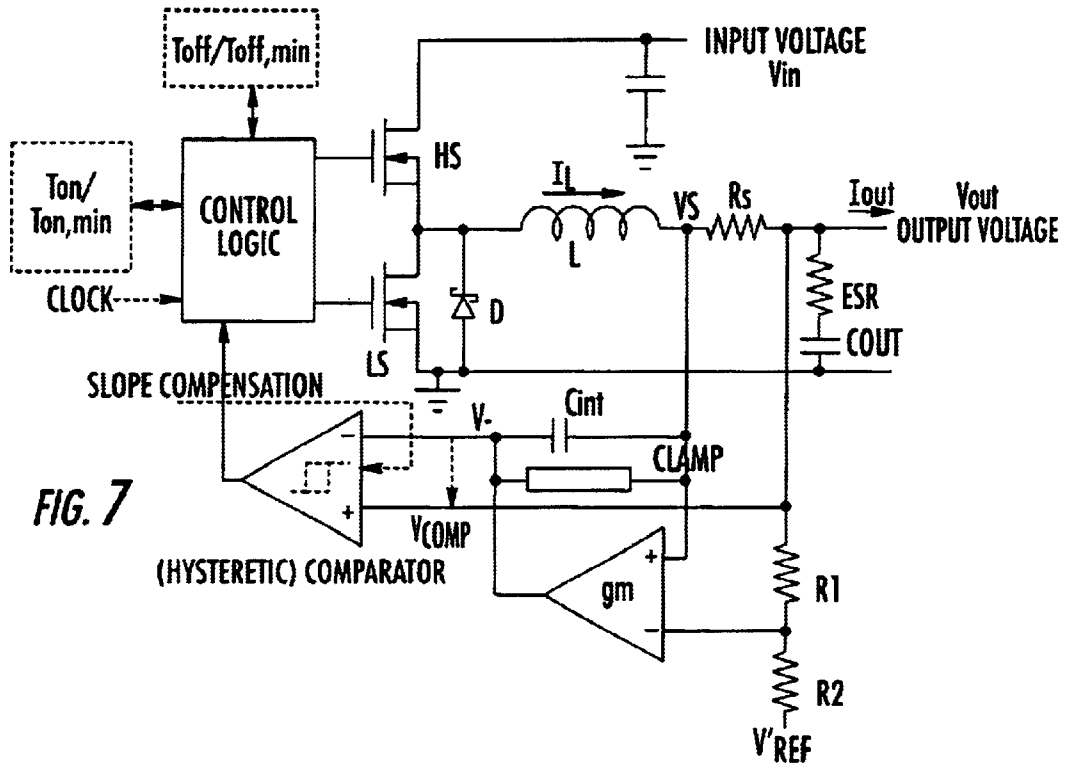 Toff/Toff,min
INPUT VOLTAGE
Vin
HS
Ton/
Ton,min
CONTROL
LOGIC
IL
VS
Rs
Iout
Vout
OUTPUT VOLTAGE
L
CLOCK
D
ESR
COUT
LS
SLOPE COMPENSATION
V-
Cint
−
CLAMP
FIG. 7
+
VCOMP
(HYSTERETIC) COMPARATOR
+
gm
−
R1
R2
V'REF